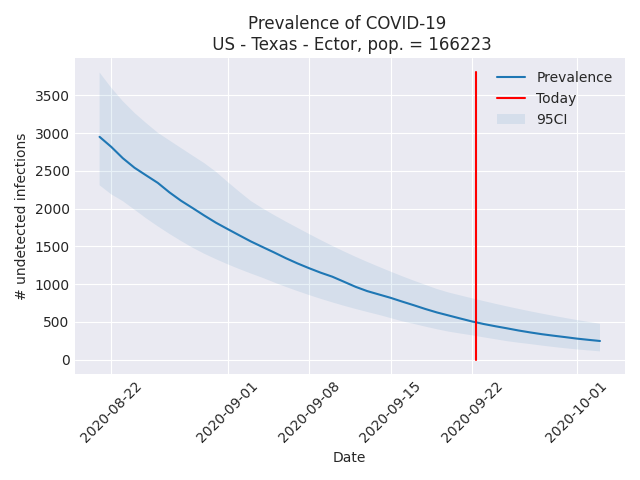 Prevalence of COVID-19
US - Texas - Ector, pop. = 166223
Prevalence
Today
95CI
# undetected infections
3500
3000
2500
2000
1500
1000
500
0
2020-08-22
2020-09-01
2020-09-08
2020-09-15
2020-09-22
2020-10-01
Date